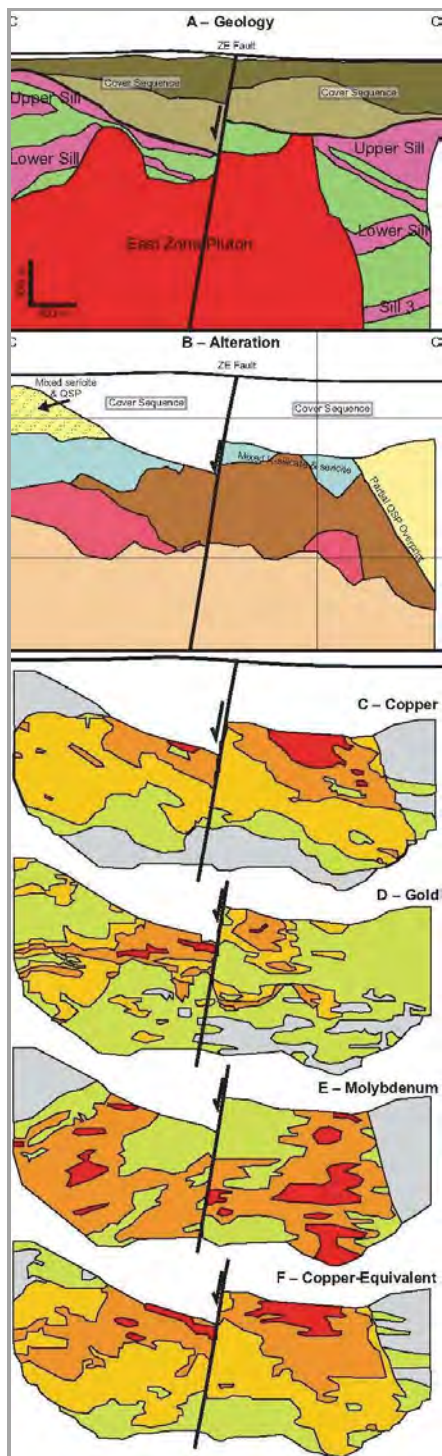 A – Geology
C
C
ZE Fault
Cover Sequence
Cover Sequence
Upper Sill
Upper Sill
Lower Sill
Lower Sill
East Zone Pluton
Sill 3
B – Alteration
C
C
ZE Fault
Mixed sericite
& QSP
Cover Sequence
Cover Sequence
Mixed & sericite
Partial QSP
C – Copper
D – Gold
E – Molybdenum
F – Copper-Equivalent